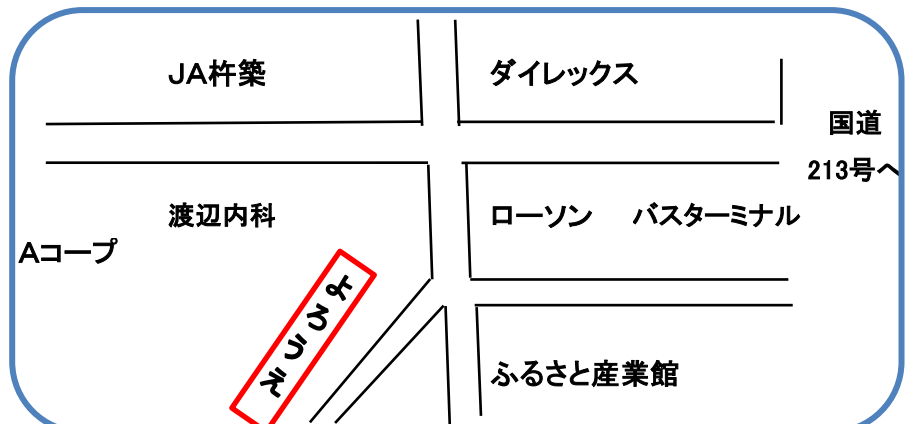 JA杵築
ダイレックス
国道
213号へ
渡辺内科
ローソン
バスターミナル
Aコープ
よろうえ
ふるさと産業館